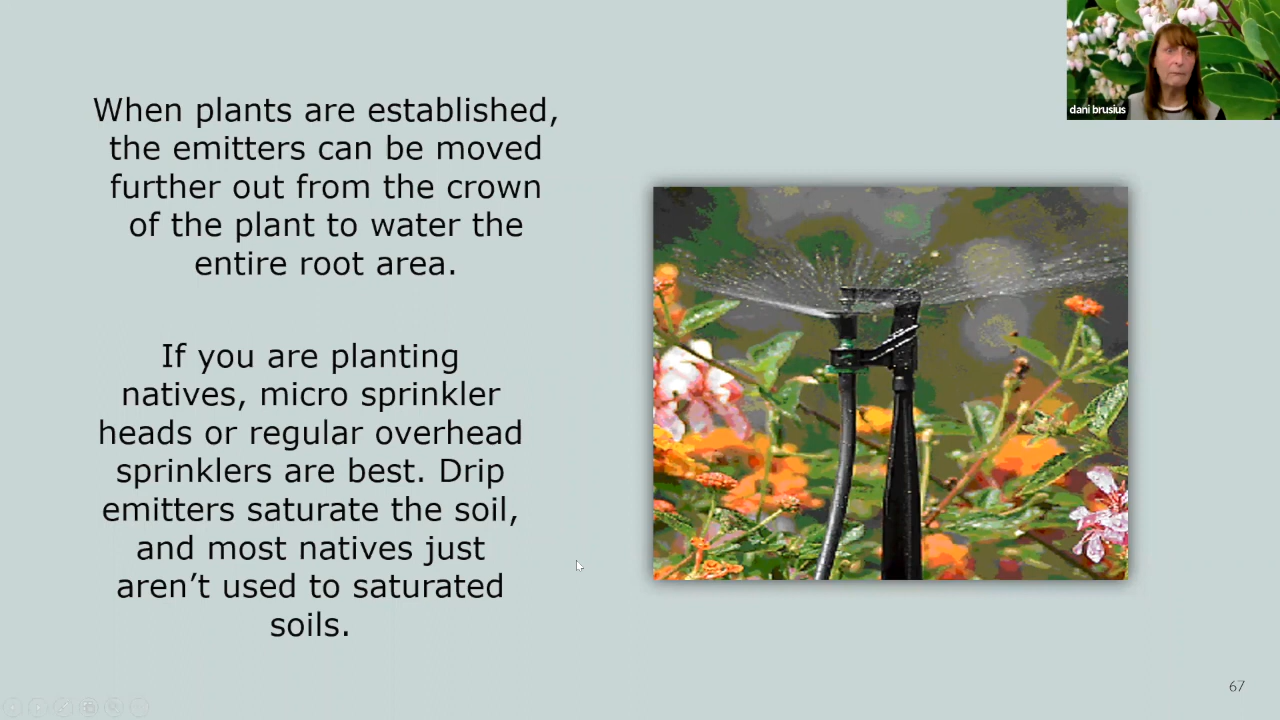 When plants are established,
the emitters can be moved
further out from the crown
of the plant to water the
entire root area.
If you are planting
natives, micro sprinkler
heads or regular overhead
sprinklers are best. Drip
emitters saturate the soil,
and most natives just
aren’t used to saturated
soils.
dani brusius
67